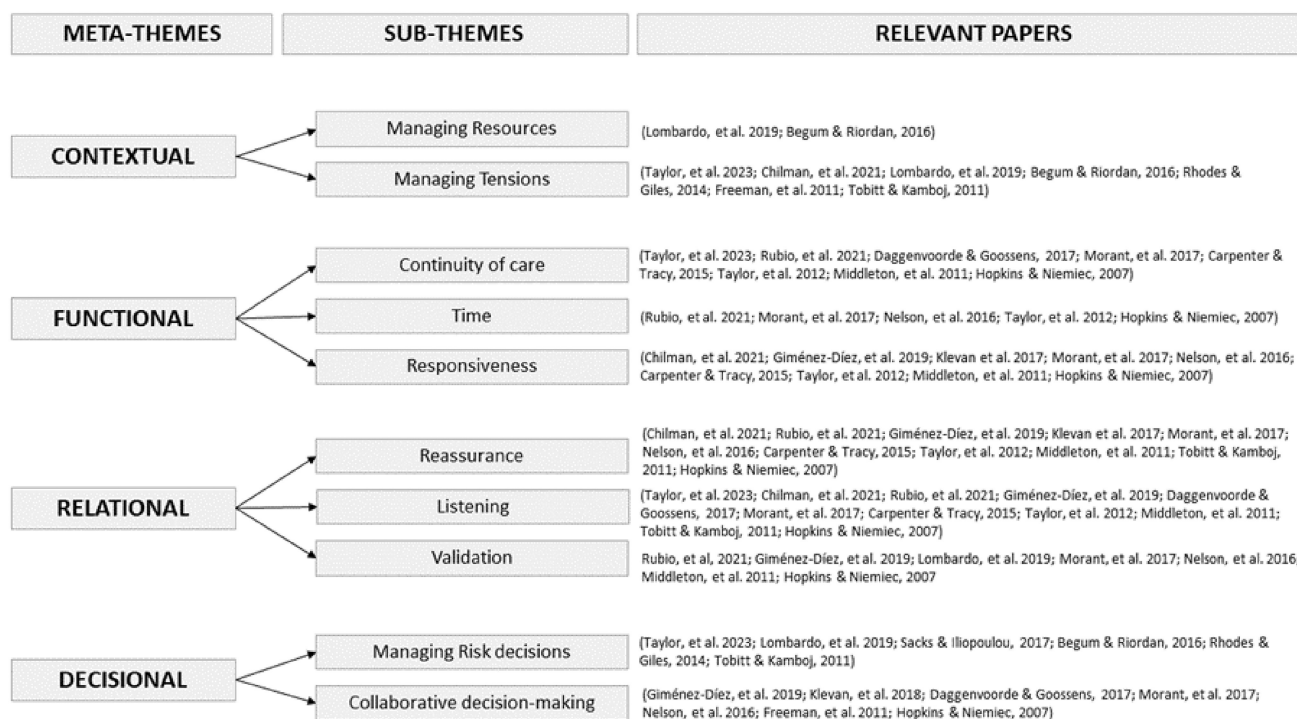 META-THEMES
SUB-THEMES
RELEVANT PAPERS
CONTEXTUAL
Managing Resources
(Lombardo, et al. 2019; Begum & Riordan, 2016)
Managing Tensions
(Taylor, et al. 2023; Chilman, et al. 2021; Lombardo, et al. 2019; Begum & Riordan, 2016; Rhodes &
Giles, 2014; Freeman, et al. 2011; Tobitt & Kamboj, 2011)
FUNCTIONAL
Continuity of care
(Taylor, et al. 2023; Rubio, et al. 2021; Daggenvoorde & Goossens, 2017; Morant, et al. 2017; Carpenter &
Tracy, 2015; Taylor, et al. 2012; Middleton, et al. 2011; Hopkins & Niemiec, 2007)
Time
(Rubio, et al. 2021; Morant, et al. 2017; Nelson, et al. 2016; Taylor, et al. 2012; Hopkins & Niemiec, 2007)
Responsiveness
(Chilman, et al. 2021; Giménez-Díez, et al. 2019; Klevan et al. 2017; Morant, et al. 2017; Nelson, et al. 2016;
Carpenter & Tracy, 2015; Taylor, et al. 2012; Middleton, et al. 2011; Hopkins & Niemiec, 2007)
RELATIONAL
Reassurance
(Chilman, et al. 2021; Rubio, et al. 2021; Giménez-Díez, et al. 2019; Klevan et al. 2017; Morant, et al. 2017;
Nelson, et al. 2016; Carpenter & Tracy, 2015; Taylor, et al. 2012; Middleton, et al. 2011; Tobitt & Kamboj,
2011; Hopkins & Niemiec, 2007)
Listening
(Taylor, et al. 2023; Chilman, et al. 2021; Rubio, et al. 2021; Giménez-Díez, et al. 2019; Daggenvoorde &
Goossens, 2017; Morant, et al. 2017; Carpenter & Tracy, 2015; Taylor, et al. 2012; Middleton, et al. 2011;
Tobitt & Kamboj, 2011; Hopkins & Niemiec, 2007)
Validation
Rubio, et al, 2021; Giménez-Díez, et al. 2019; Lombardo, et al. 2019; Morant, et al. 2017; Nelson, et al. 2016;
Middleton, et al. 2011; Hopkins & Niemiec, 2007
DECISIONAL
Managing Risk decisions
(Taylor, et al. 2023; Lombardo, et al. 2019; Sacks & Iliopoulou, 2017; Begum & Riordan, 2016; Rhodes &
Giles, 2014; Tobitt & Kamboj, 2011)
Collaborative decision-making
(Giménez-Díez, et al. 2019; Klevan, et al. 2018; Daggenvoorde & Goossens, 2017; Morant, et al. 2017;
Nelson, et al. 2016; Freeman, et al. 2011; Hopkins & Niemiec, 2007)